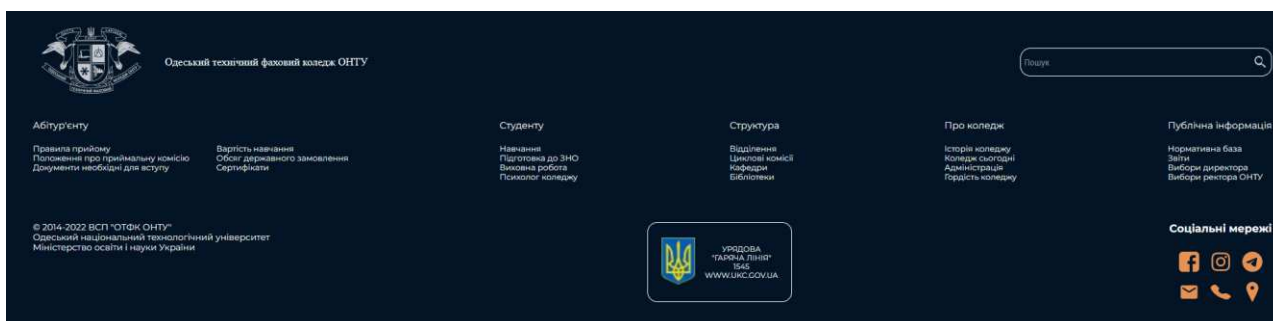 Одеський технічний фаховий коледж ОНТУ
Пошук
Абітур'єнту
Правила прийому
Положення про приймальну комісію
Документи необхідні для вступу
Вартість навчання
Обсяг державного замовлення
Сертифікати
Студенту
Навчання
Підготовка до ЗНО
Виховна робота
Психолог коледжу
Структура
Відділення
Циклові комісії
Кафедри
Бібліотеки
Про коледж
Історія коледжу
Коледж сьогодні
Адміністрація
Гордість коледжу
Публічна інформація
Нормативна база
Звіти
Вибори директора
Вибори ректора ОНТУ
© 2014-2022 ВСП "ОТФК ОНТУ"
Одеський національний технологічний університет
Міністерство освіти і науки України
УРЯДОВА
"ГАРЯЧА ЛІНІЯ"
1545
WWW.UKC.GOV.UA
Соціальні мережі